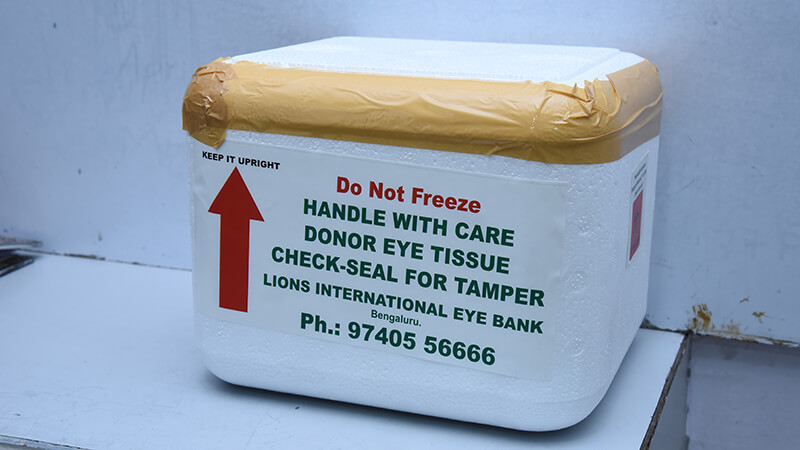 KEEP IT UPRIGHT
Do Not Freeze
HANDLE WITH CARE
DONOR EYE TISSUE
CHECK-SEAL FOR TAMPER
LIONS INTERNATIONAL EYE BANK
Bengaluru.
Ph.: 97405 56666